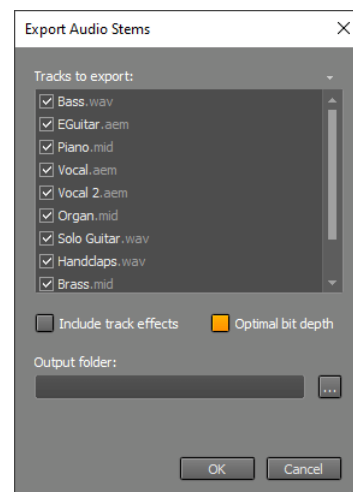 Export Audio Stems
Tracks to export:
Bass.wav
EGuitar.aem
Piano.mid
Vocal.aem
Vocal 2.aem
Organ.mid
Solo Guitar.wav
Handclaps.wav
Brass.mid
Include track effects Optimal bit depth
Output folder:
...
OK Cancel